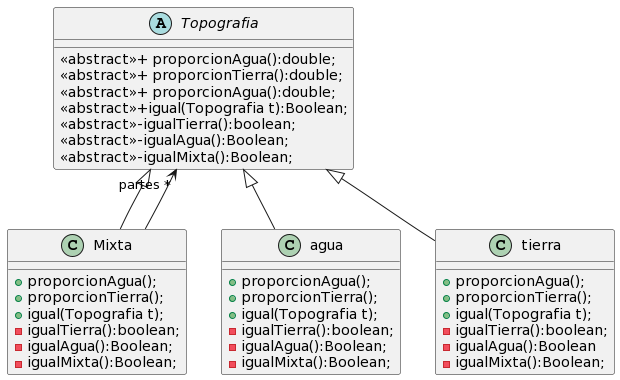 A Topografia
«abstract»+ proporcionAgua():double;
«abstract»+ proporcionTierra():double;
«abstract»+ proporcionAgua():double;
«abstract»+igual(Topografia t):Boolean;
«abstract»-igualTierra():boolean;
«abstract»-igualAgua():Boolean;
«abstract»-igualMixta():Boolean;
partes *
C Mixta
proporcionAgua();
proporcionTierra();
igual(Topografia t);
igualTierra():boolean;
igualAgua():Boolean;
igualMixta():Boolean;
C agua
proporcionAgua();
proporcionTierra();
igual(Topografia t);
igualTierra():boolean;
igualAgua():Boolean;
igualMixta():Boolean;
C tierra
proporcionAgua();
proporcionTierra();
igual(Topografia t);
igualTierra():boolean;
igualAgua():Boolean
igualMixta():Boolean;